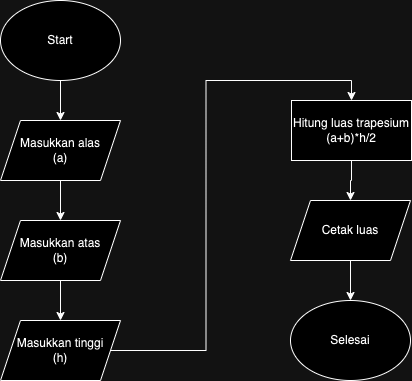 Start
Masukkan alas
(a)
Masukkan atas
(b)
Masukkan tinggi
(h)
Hitung luas trapesium
(a+b)*h/2
Cetak luas
Selesai